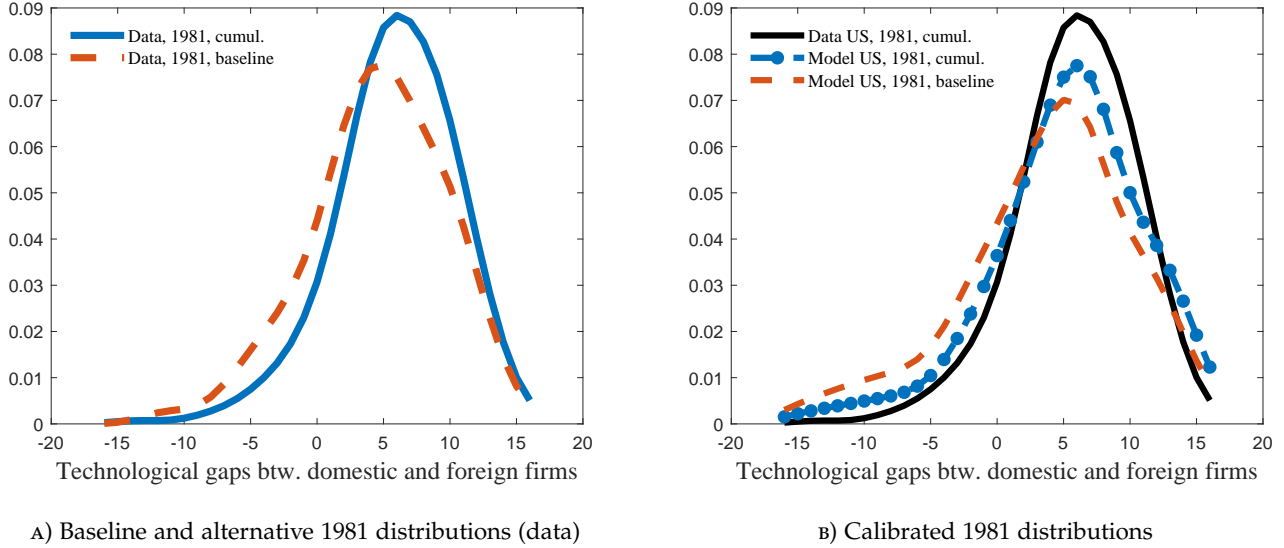 0.09
0.08
0.07
0.06
0.05
0.04
0.03
0.02
0.01
0
-20 -15 -10 -5 0 5 10 15 20
Data, 1981, cumul.
Data, 1981, baseline
Technological gaps btw. domestic and foreign firms
A) Baseline and alternative 1981 distributions (data)
0.09
0.08
0.07
0.06
0.05
0.04
0.03
0.02
0.01
0
-20 -15 -10 -5 0 5 10 15 20
Data US, 1981, cumul.
Model US, 1981, cumul.
Model US, 1981, baseline
Technological gaps btw. domestic and foreign firms
B) Calibrated 1981 distributions